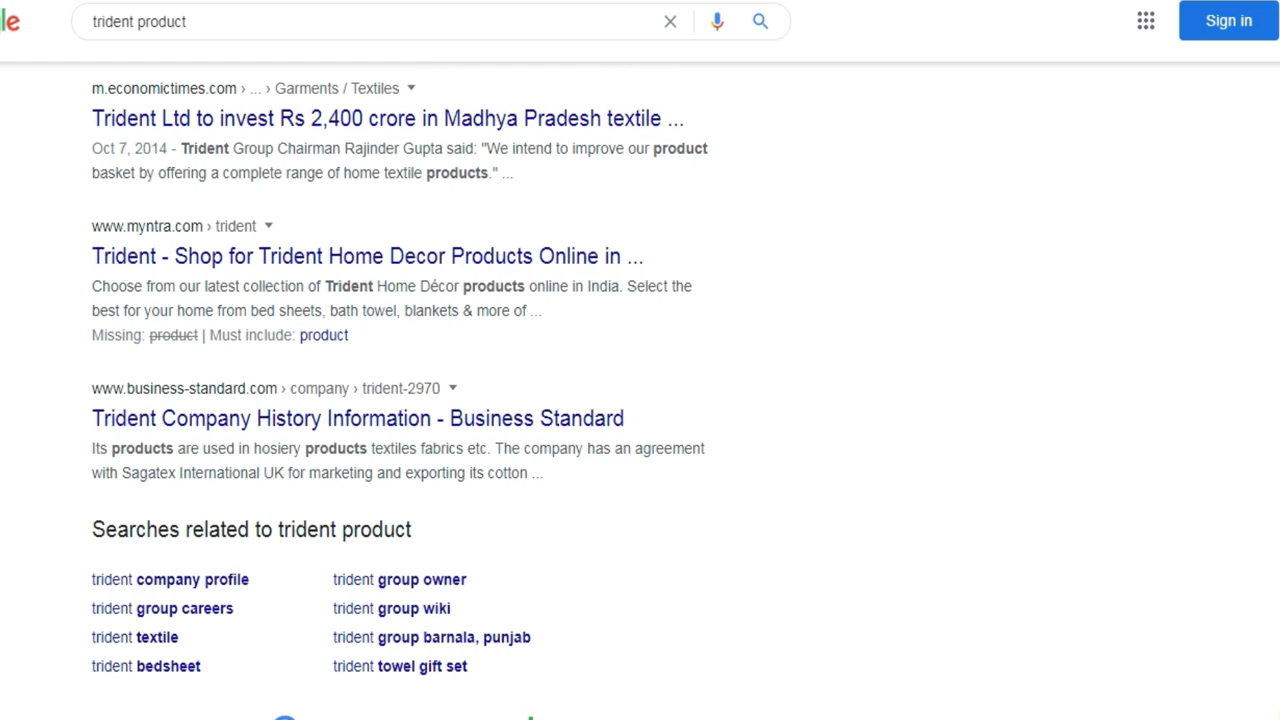 le
trident product
Sign in
m.economictimes.com › ... › Garments / Textiles
Trident Ltd to invest Rs 2,400 crore in Madhya Pradesh textile ...
Oct 7, 2014 - Trident Group Chairman Rajinder Gupta said: "We intend to improve our product
basket by offering a complete range of home textile products." ...
www.myntra.com › trident
Trident - Shop for Trident Home Decor Products Online in ...
Choose from our latest collection of Trident Home Décor products online in India. Select the
best for your home from bed sheets, bath towel, blankets & more of ...
Missing: product | Must include: product
www.business-standard.com › company › trident-2970
Trident Company History Information - Business Standard
Its products are used in hosiery products textiles fabrics etc. The company has an agreement
with Sagatex International UK for marketing and exporting its cotton ...
Searches related to trident product
trident company profile
trident group owner
trident group careers
trident group wiki
trident textile
trident group barnala, punjab
trident bedsheet
trident towel gift set